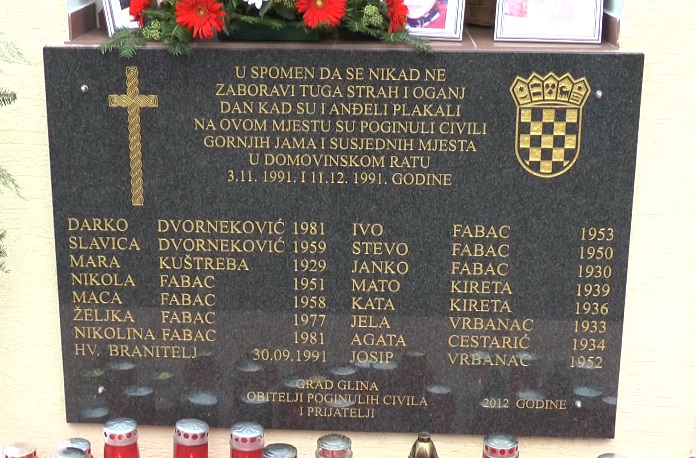 U SPOMEN DA SE NIKAD NE
ZABORAVI TUGA STRAH I OGANJ
DAN KAD SU I ANĐELI PLAKALI
NA OVOM MJESTU SU POGINULI CIVILI
GORNJIH JAMA I SUSJEDNIH MJESTA
U DOMOVINSKOM RATU
3.11. 1991. I 11.12. 1991. GODINE
DARKO DVORNEKOVIĆ 1981 IVO FABAC 1953
SLAVICA DVORNEKOVIĆ 1959 STEVO FABAC 1950
MARA KUŠTREBA 1929 JANKO FABAC 1930
NIKOLA FABAC 1951 MATO KIRETA 1939
MACA FABAC 1958 KATA KIRETA 1936
ŽELJKA FABAC 1977 JELA VRBANAC 1933
NIKOLINA FABAC 1981 AGATA CESTARIĆ 1934
HV. BRANITELJ 30.09.1991 JOSIP VRBANAC 1952
GRAD GLINA
OBITELJI POGINULIH CIVILA
I PRIJATELJI
2012 GODINE